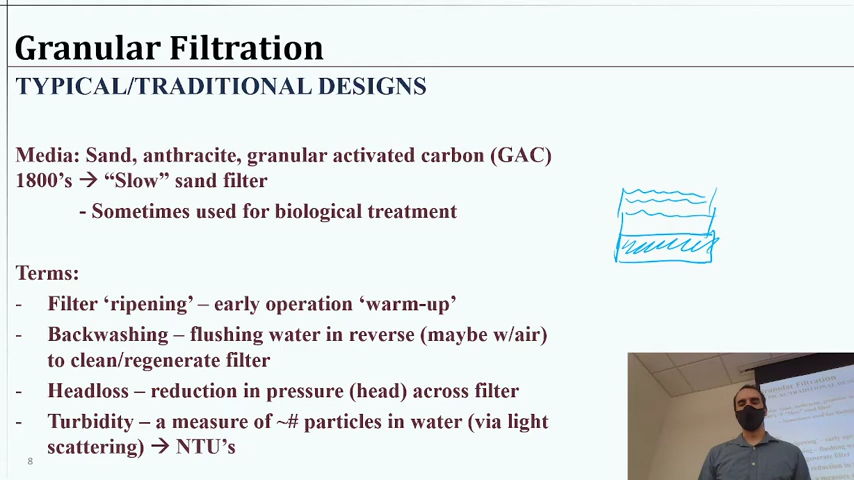 Granular Filtration
TYPICAL/TRADITIONAL DESIGNS
Media: Sand, anthracite, granular activated carbon (GAC)
1800's → “Slow” sand filter
- Sometimes used for biological treatment
Terms:
- Filter ‘ripening’ – early operation ‘warm-up’
- Backwashing – flushing water in reverse (maybe w/air)
to clean/regenerate filter
- Headloss – reduction in pressure (head) across filter
- Turbidity – a measure of ~# particles in water (via light
scattering) → NTU’s
8
Granular Filtration